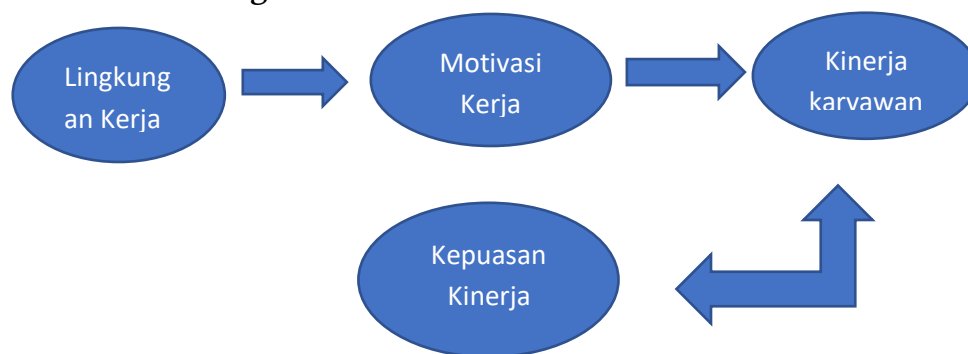 Lingkung
an Kerja
Motivasi
Kerja
Kinerja
karyawan
Kepuasan
Kinerja